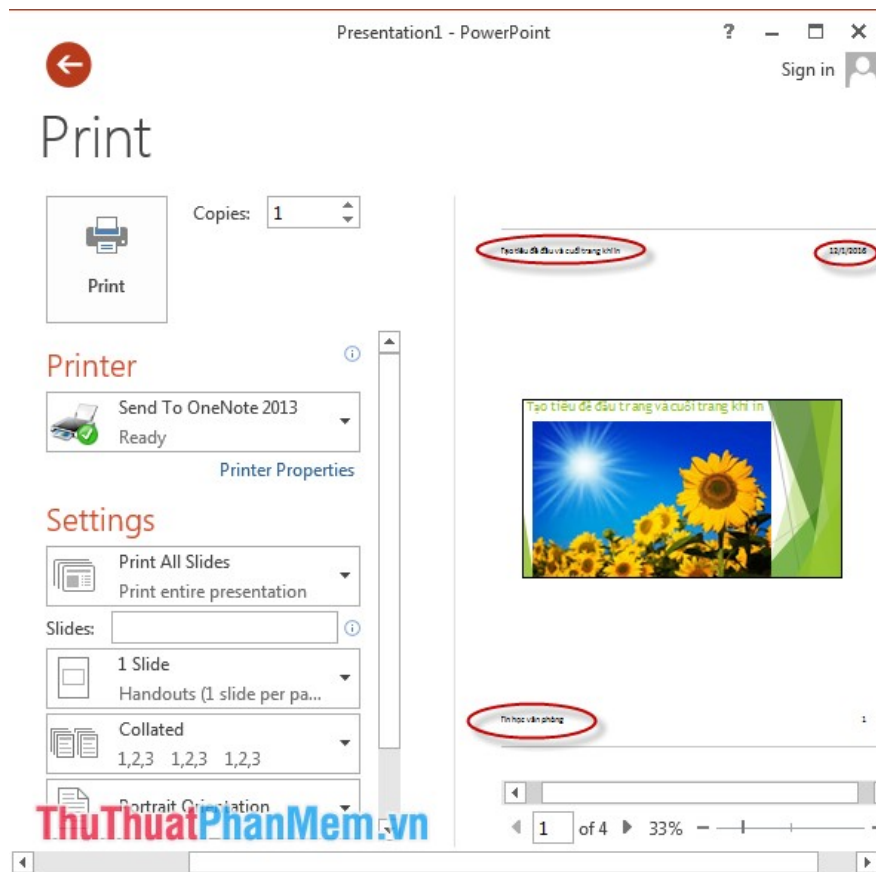 Presentation1 - PowerPoint
?
Sign in
Print
Copies: 1
Print
Printer
Send To OneNote 2013
Ready
Printer Properties
Settings
Print All Slides
Print entire presentation
Slides:
1 Slide
Handouts (1 slide per pa...
Collated
1,2,3 1,2,3 1,2,3
Portrait Orientation
Tạo tiêu đề đầu và cuối trang khi in
12/1/2016
Tạo tiêu đề đầu trang và cuối trang khi in
Tin học văn phòng
1
1 of 4 33%
ThuThuatPhanMem.vn